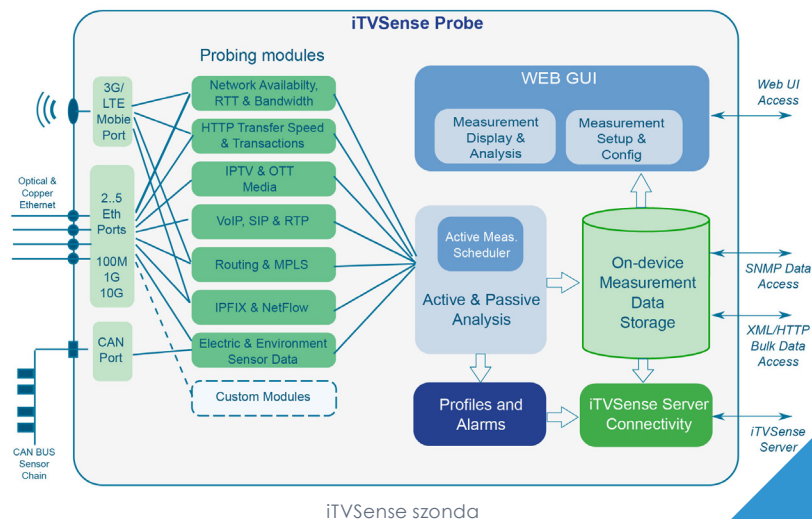 iTVSense Probe
Probing modules
3G/
LTE
Mobie
Port
Optical &
Copper
Ethernet
2..5
Eth
Ports
100M
1G
10G
CAN
Port
CAN BUS
Sensor
Chain
Network Availabilty,
RTT & Bandwidth
HTTP Transfer Speed
& Transactions
IPTV & OTT
Media
VoIP, SIP & RTP
Routing & MPLS
IPFIX & NetFlow
Electric & Environment
Sensor Data
Custom Modules
Active Meas.
Scheduler
Active & Passive
Analysis
Profiles and
Alarms
WEB GUI
Measurement
Display &
Analysis
Measurement
Setup &
Config
On-device
Measurement
Data
Storage
iTVSense Server
Connectivity
Web UI
Access
SNMP Data
Access
XML/HTTP
Bulk Data
Access
iTVSense
Server
iTVSense szonda